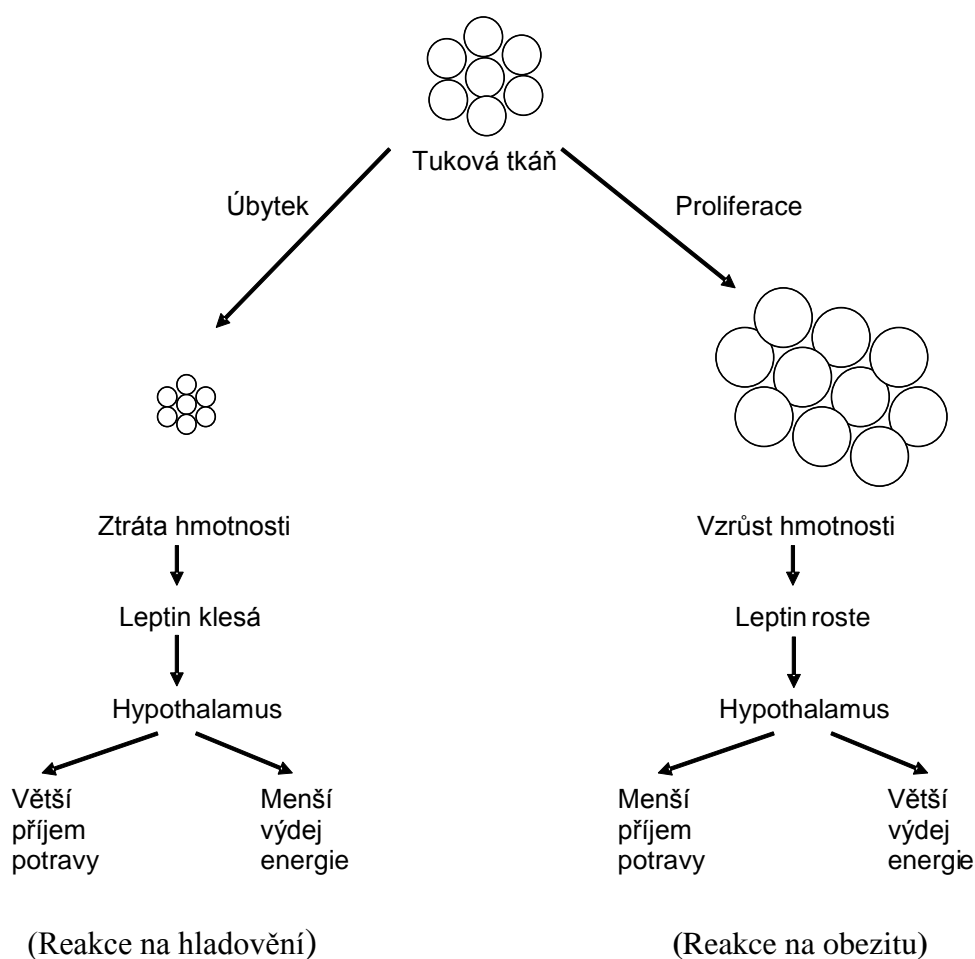 Tuková tkáň
Úbytek
Proliferace
Ztráta hmotnosti
Vzrůst hmotnosti
Leptin klesá
Leptin roste
Hypothalamus
Hypothalamus
Větší
příjem
potravy
Menší
výdej
energie
Menší
příjem
potravy
Větší
výdej
energie
(Reakce na hladovění)
(Reakce na obezitu)